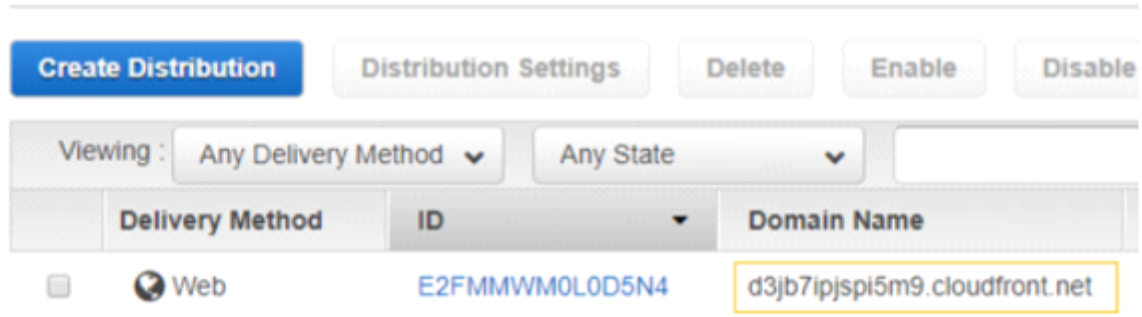 Create Distribution Distribution Settings Delete Enable Disable
Viewing : Any Delivery Method Any State
Delivery Method ID Domain Name
Web E2FMMWM0L0D5N4 d3jb7ipjspi5m9.cloudfront.net